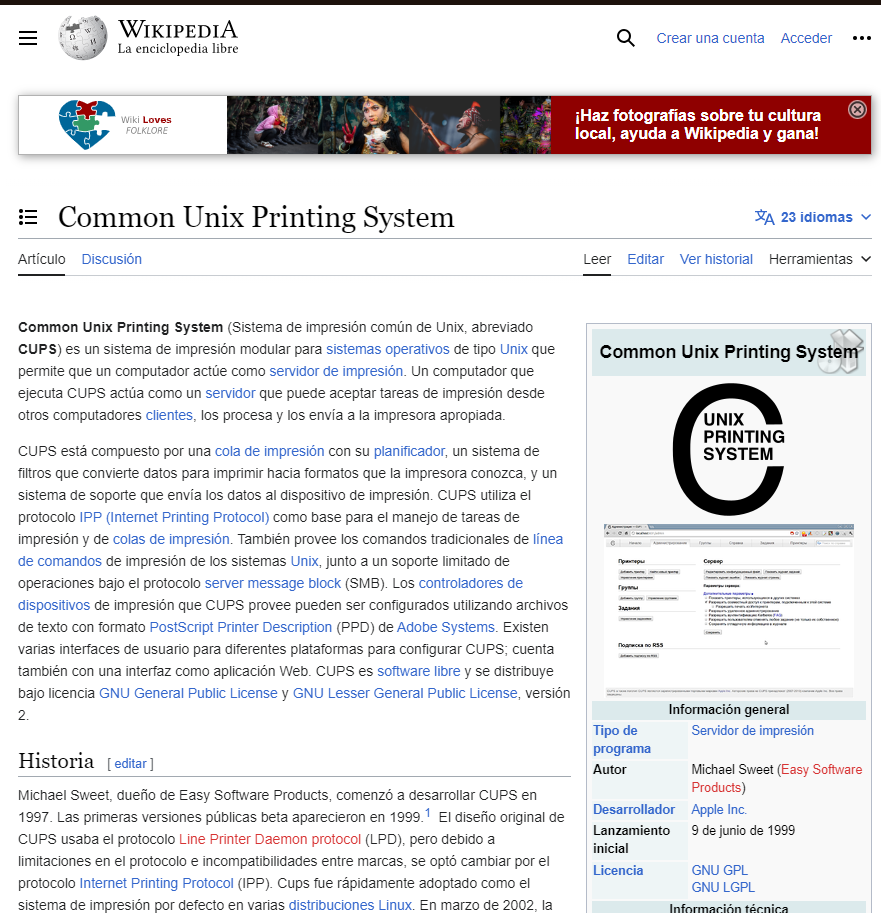 WIKIPEDIA
La enciclopedia libre
Crear una cuenta
Acceder
Wiki Loves
FOLKLORE
¡Haz fotografías sobre tu cultura
local, ayuda a Wikipedia y gana!
Common Unix Printing System
23 idiomas
Artículo
Discusión
Leer
Editar
Ver historial
Herramientas
Common Unix Printing System (Sistema de impresión común de Unix, abreviado
CUPS) es un sistema de impresión modular para sistemas operativos de tipo Unix que
permite que un computador actúe como servidor de impresión. Un computador que
ejecuta CUPS actúa como un servidor que puede aceptar tareas de impresión desde
otros computadores clientes, los procesa y los envía a la impresora apropiada.
CUPS está compuesto por una cola de impresión con su planificador, un sistema de
filtros que convierte datos para imprimir hacia formatos que la impresora conozca, y un
sistema de soporte que envía los datos al dispositivo de impresión. CUPS utiliza el
protocolo IPP (Internet Printing Protocol) como base para el manejo de tareas de
impresión y de colas de impresión. También provee los comandos tradicionales de línea
de comandos de impresión de los sistemas Unix, junto a un soporte limitado de
operaciones bajo el protocolo server message block (SMB). Los controladores de
dispositivos de impresión que CUPS provee pueden ser configurados utilizando archivos
de texto con formato PostScript Printer Description (PPD) de Adobe Systems. Existen
varias interfaces de usuario para diferentes plataformas para configurar CUPS; cuenta
también con una interfaz como aplicación Web. CUPS es software libre y se distribuye
bajo licencia GNU General Public License y GNU Lesser General Public License, versión
2.
Historia [ editar ]
Michael Sweet, dueño de Easy Software Products, comenzó a desarrollar CUPS en
1997. Las primeras versiones públicas beta aparecieron en 1999.1 El diseño original de
CUPS usaba el protocolo Line Printer Daemon protocol (LPD), pero debido a
limitaciones en el protocolo e incompatibilidades entre marcas, se optó cambiar por el
protocolo Internet Printing Protocol (IPP). Cups fue rápidamente adoptado como el
sistema de impresión por defecto en varias distribuciones Linux. En marzo de 2002, la
Common Unix Printing System
UNIX
PRINTING
SYSTEM
Принтеры
Сервер
Группы
Задания
Подписка по RSS
Información general
Tipo de programa
Servidor de impresión
Autor
Michael Sweet (Easy Software
Products)
Desarrollador
Apple Inc.
Lanzamiento inicial
9 de junio de 1999
Licencia
GNU GPL
GNU LGPL
Información técnica